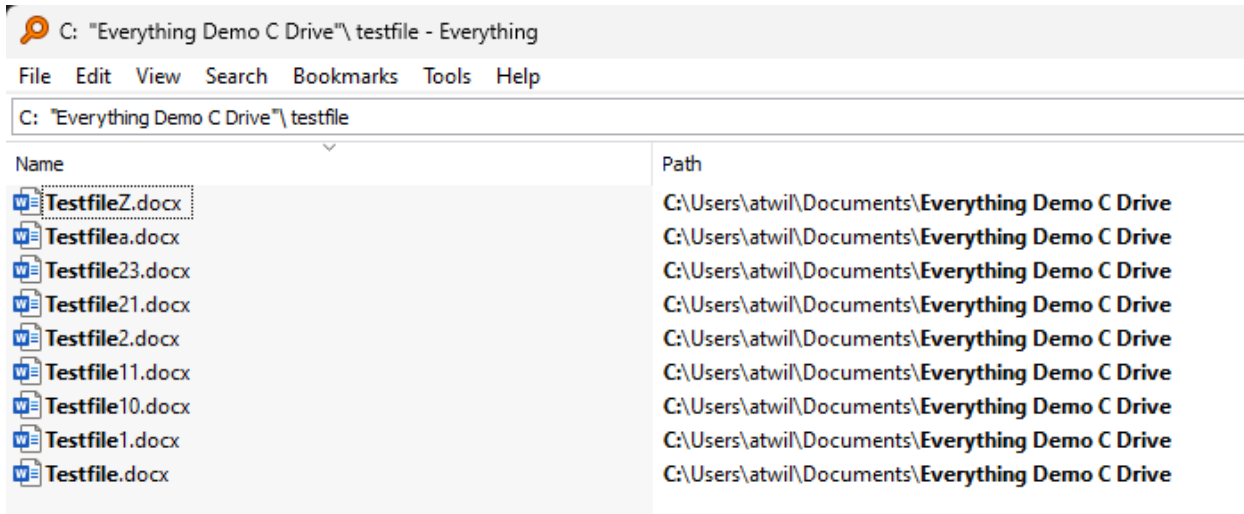 C: "Everything Demo C Drive"\ testfile - Everything
File Edit View Search Bookmarks Tools Help
C: "Everything Demo C Drive"\ testfile
Name Path
TestfileZ.docx C:\Users\atwil\Documents\Everything Demo C Drive
Testfilea.docx C:\Users\atwil\Documents\Everything Demo C Drive
Testfile23.docx C:\Users\atwil\Documents\Everything Demo C Drive
Testfile21.docx C:\Users\atwil\Documents\Everything Demo C Drive
Testfile2.docx C:\Users\atwil\Documents\Everything Demo C Drive
Testfile11.docx C:\Users\atwil\Documents\Everything Demo C Drive
Testfile10.docx C:\Users\atwil\Documents\Everything Demo C Drive
Testfile1.docx C:\Users\atwil\Documents\Everything Demo C Drive
Testfile.docx C:\Users\atwil\Documents\Everything Demo C Drive